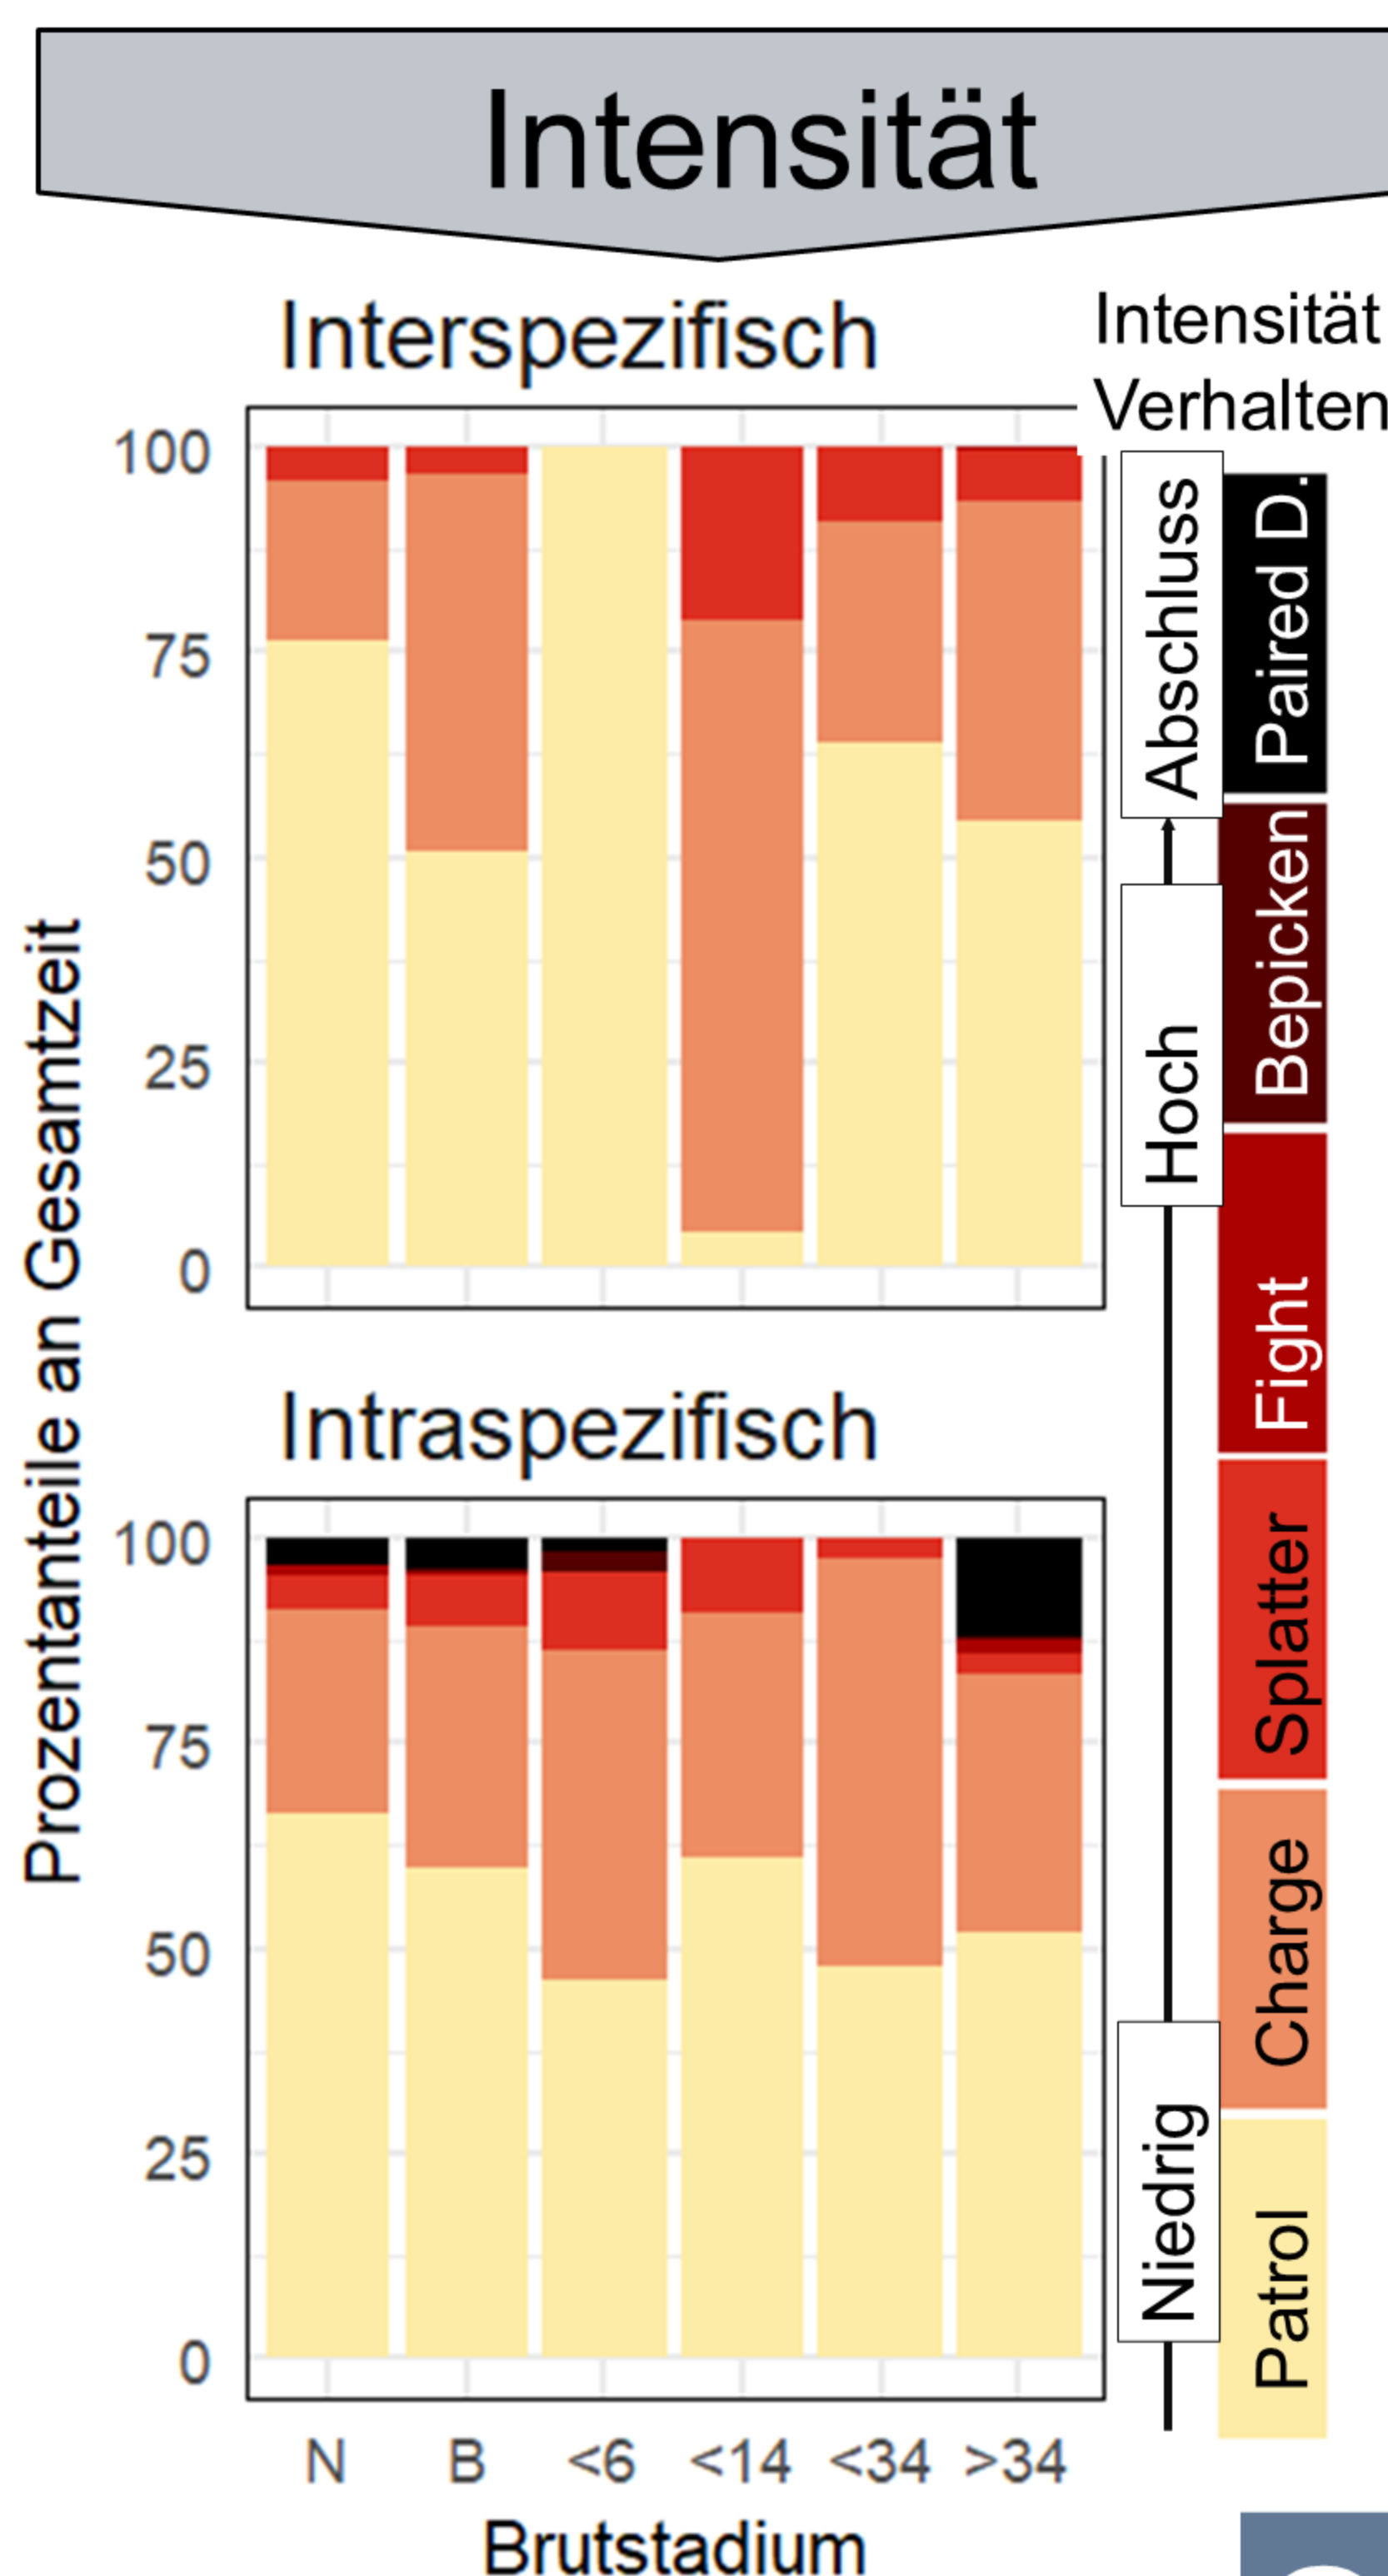 Intensität
Interspezifisch
Intensität
Verhalten
100
75
50
25
0
Prozentanteile an Gesamtzeit
Intraspezifisch
100
75
50
25
0
N B <6 <14 <34 >34
Brutstadium
Abschluss
Hoch
Niedrig
Paired D.
Bepicken
Fight
Splatter
Charge
Patrol